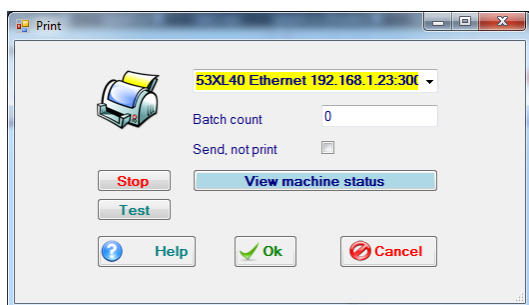 Print
53XL40 Ethernet 192.168.1.23:300
Batch count
0
Send, not print
Stop
View machine status
Test
Help
Ok
Cancel